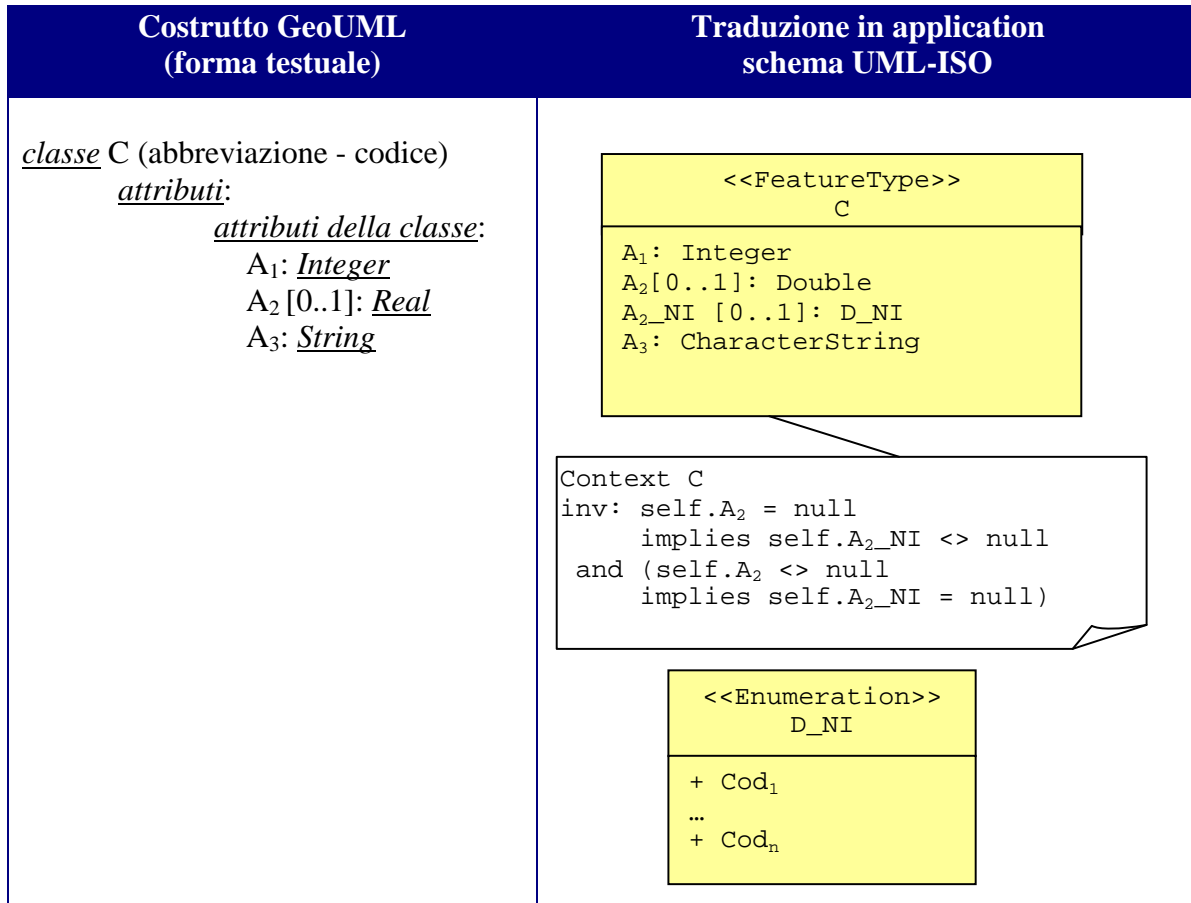 Costrutto GeoUML
(forma testuale)
Traduzione in application
schema UML-ISO
classe C (abbreviazione - codice)
attributi:
attributi della classe:
A₁: Integer
A₂ [0..1]: Real
A₃: String
<<FeatureType>>
C
A₁: Integer
A₂[0..1]: Double
A₂_NI [0..1]: D_NI
A₃: CharacterString
Context C
inv: self.A₂ = null
implies self.A₂_NI <> null
and (self.A₂ <> null
implies self.A₂_NI = null)
<<Enumeration>>
D_NI
+ Cod₁
…
+ Codₙ